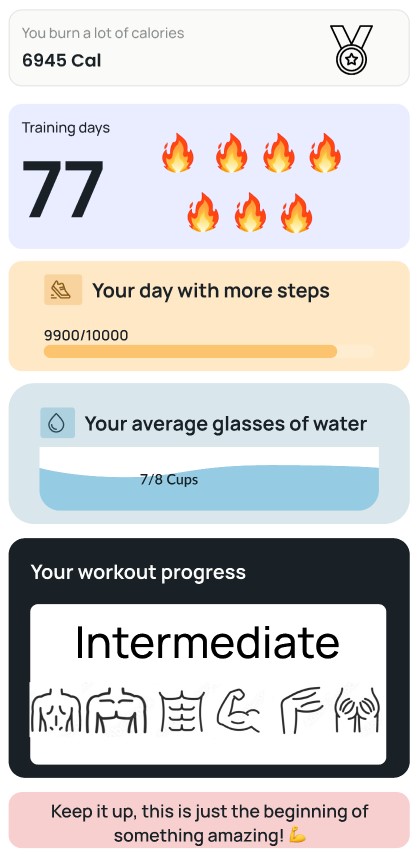 You burn a lot of calories
6945 Cal
Training days
77
Your day with more steps
9900/10000
Your average glasses of water
7/8 Cups
Your workout progress
Intermediate
Keep it up, this is just the beginning of
something amazing! 💪